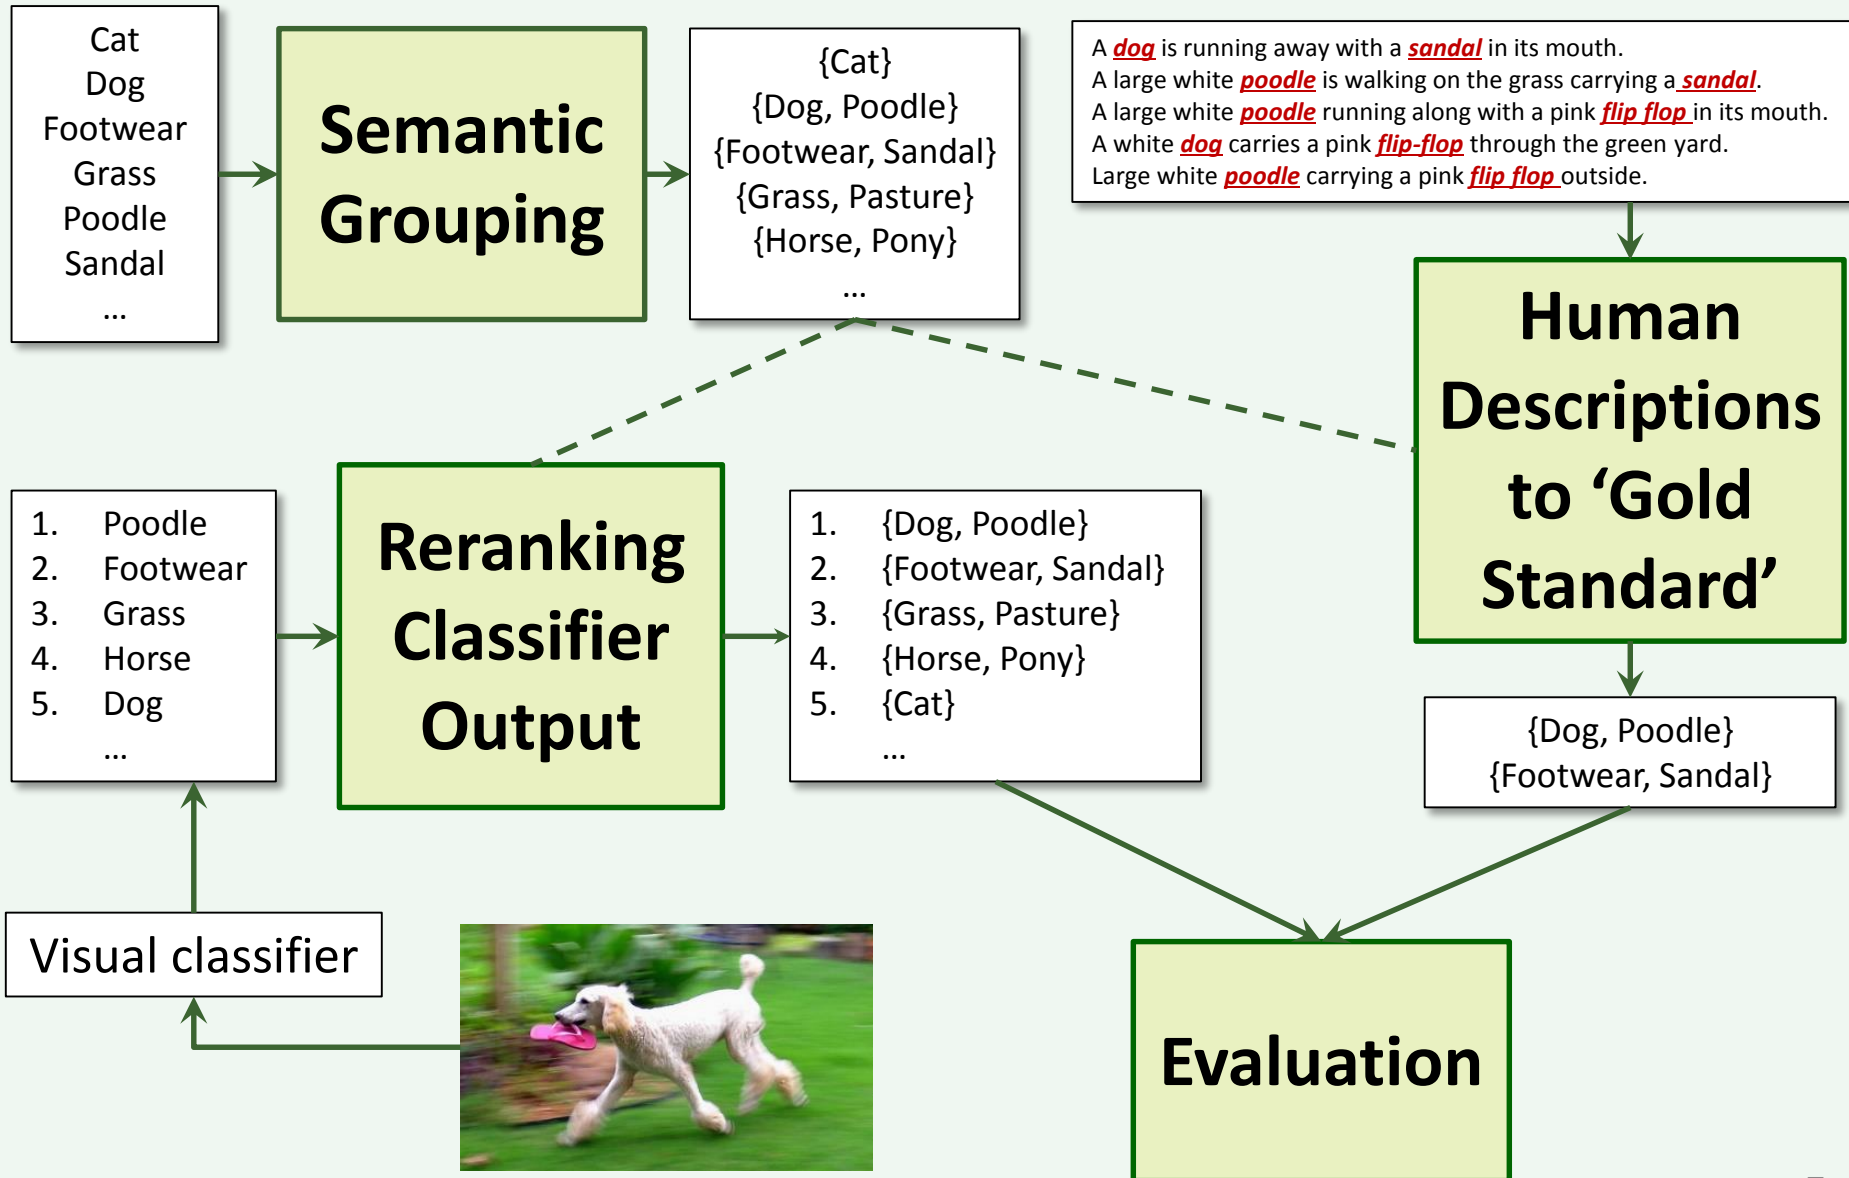 Cat
Dog
Footwear
Grass
Poodle
Sandal
...
Semantic
Grouping
{Cat}
{Dog, Poodle}
{Footwear, Sandal}
{Grass, Pasture}
{Horse, Pony}
...
A dog is running away with a sandal in its mouth.
A large white poodle is walking on the grass carrying a sandal.
A large white poodle running along with a pink flip flop in its mouth.
A white dog carries a pink flip-flop through the green yard.
Large white poodle carrying a pink flip flop outside.
Human
Descriptions
to ‘Gold
Standard’
1. Poodle
2. Footwear
3. Grass
4. Horse
5. Dog
...
Reranking
Classifier
Output
1. {Dog, Poodle}
2. {Footwear, Sandal}
3. {Grass, Pasture}
4. {Horse, Pony}
5. {Cat}
...
{Dog, Poodle}
{Footwear, Sandal}
Visual classifier
Evaluation